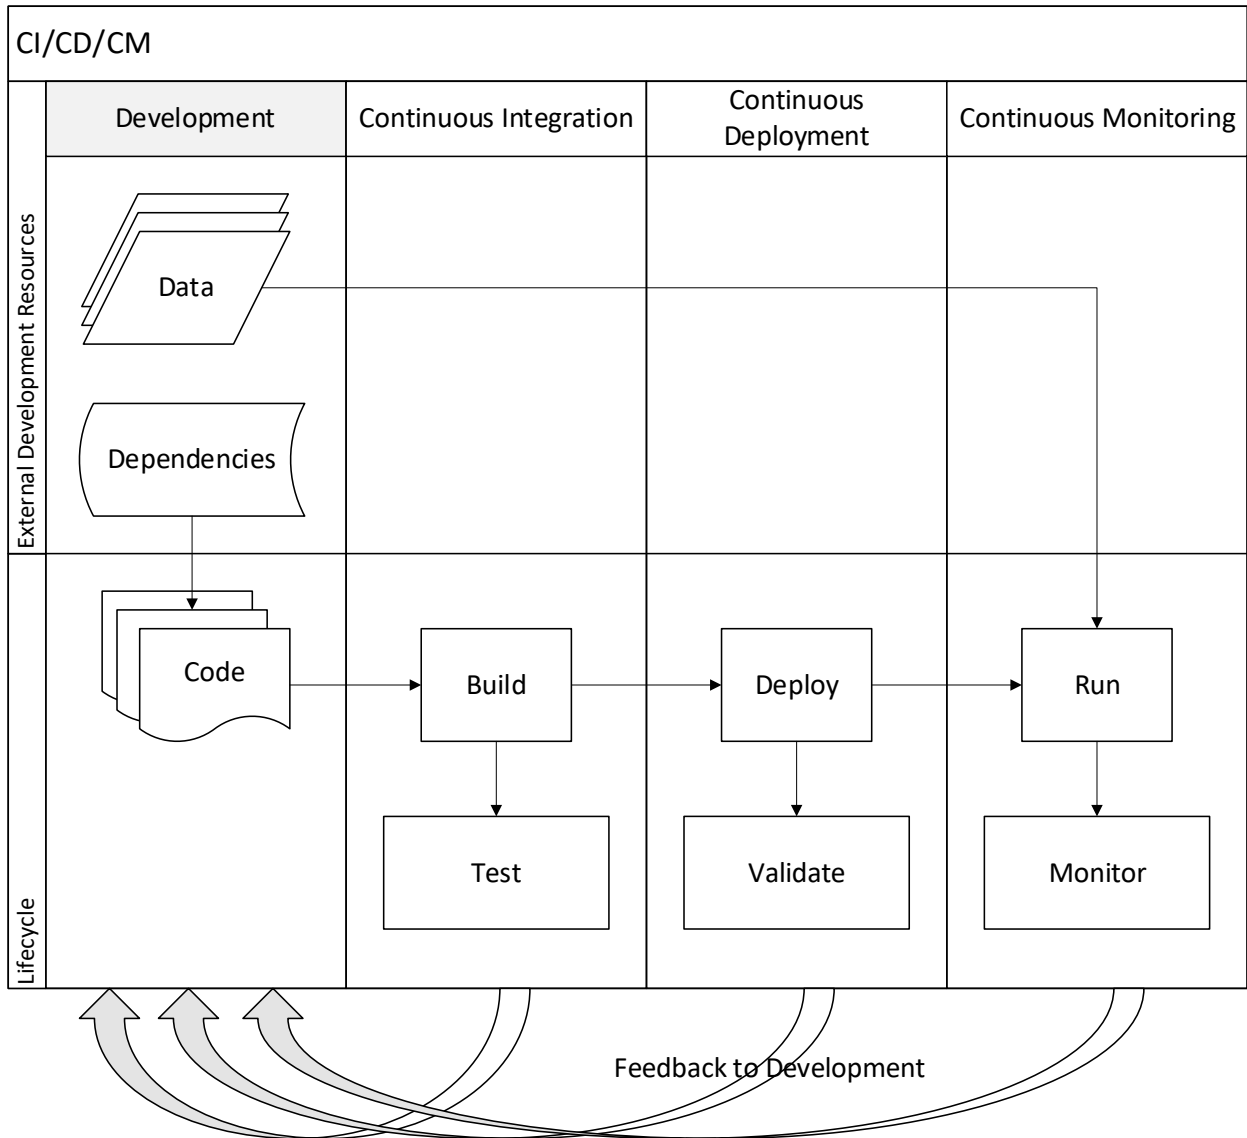 CI/CD/CM
Development
Continuous Integration
Continuous
Deployment
Continuous Monitoring
External Development Resources
Data
Dependencies
Lifecycle
Code
Build
Deploy
Run
Test
Validate
Monitor
Feedback to Development